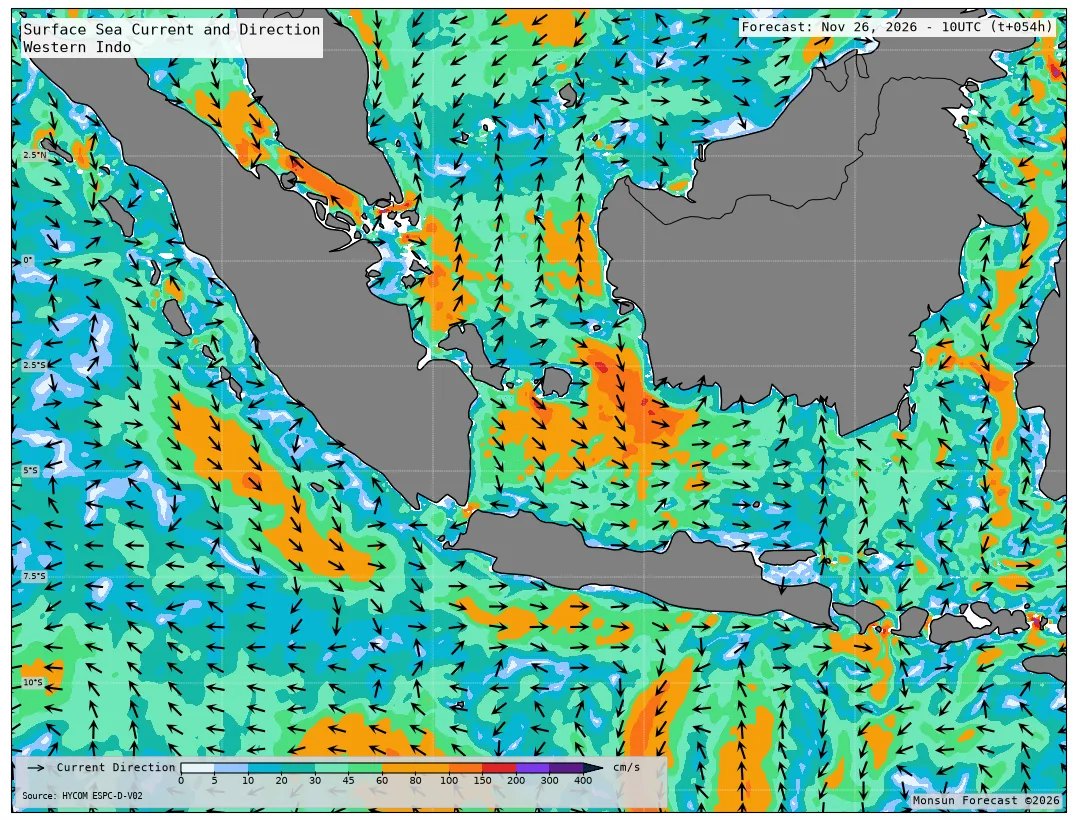 Surface Sea Current and Direction
Western Indo
Forecast: Nov 26, 2026 - 10UTC (t+054h)
2.5°N
0°
2.5°S
5°S
7.5°S
10°S
Current Direction
0 5 10 20 30 45 60 80 100 150 200 300 400
cm/s
Source: HYCOM ESPC-D-V02
Monsun Forecast ©2026